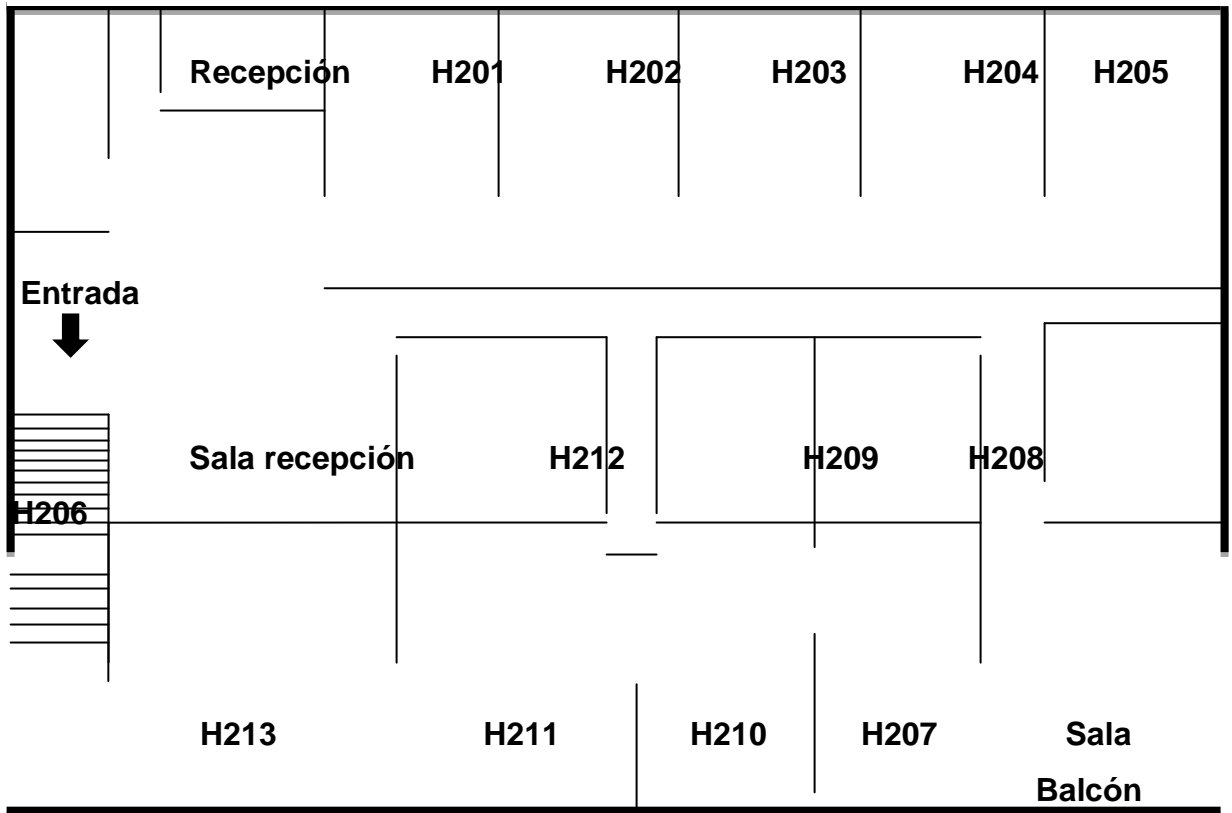 Recepción H201 H202 H203 H204 H205
Entrada
Sala recepción H212 H209 H208
H206
H213 H211 H210 H207 Sala
Balcón